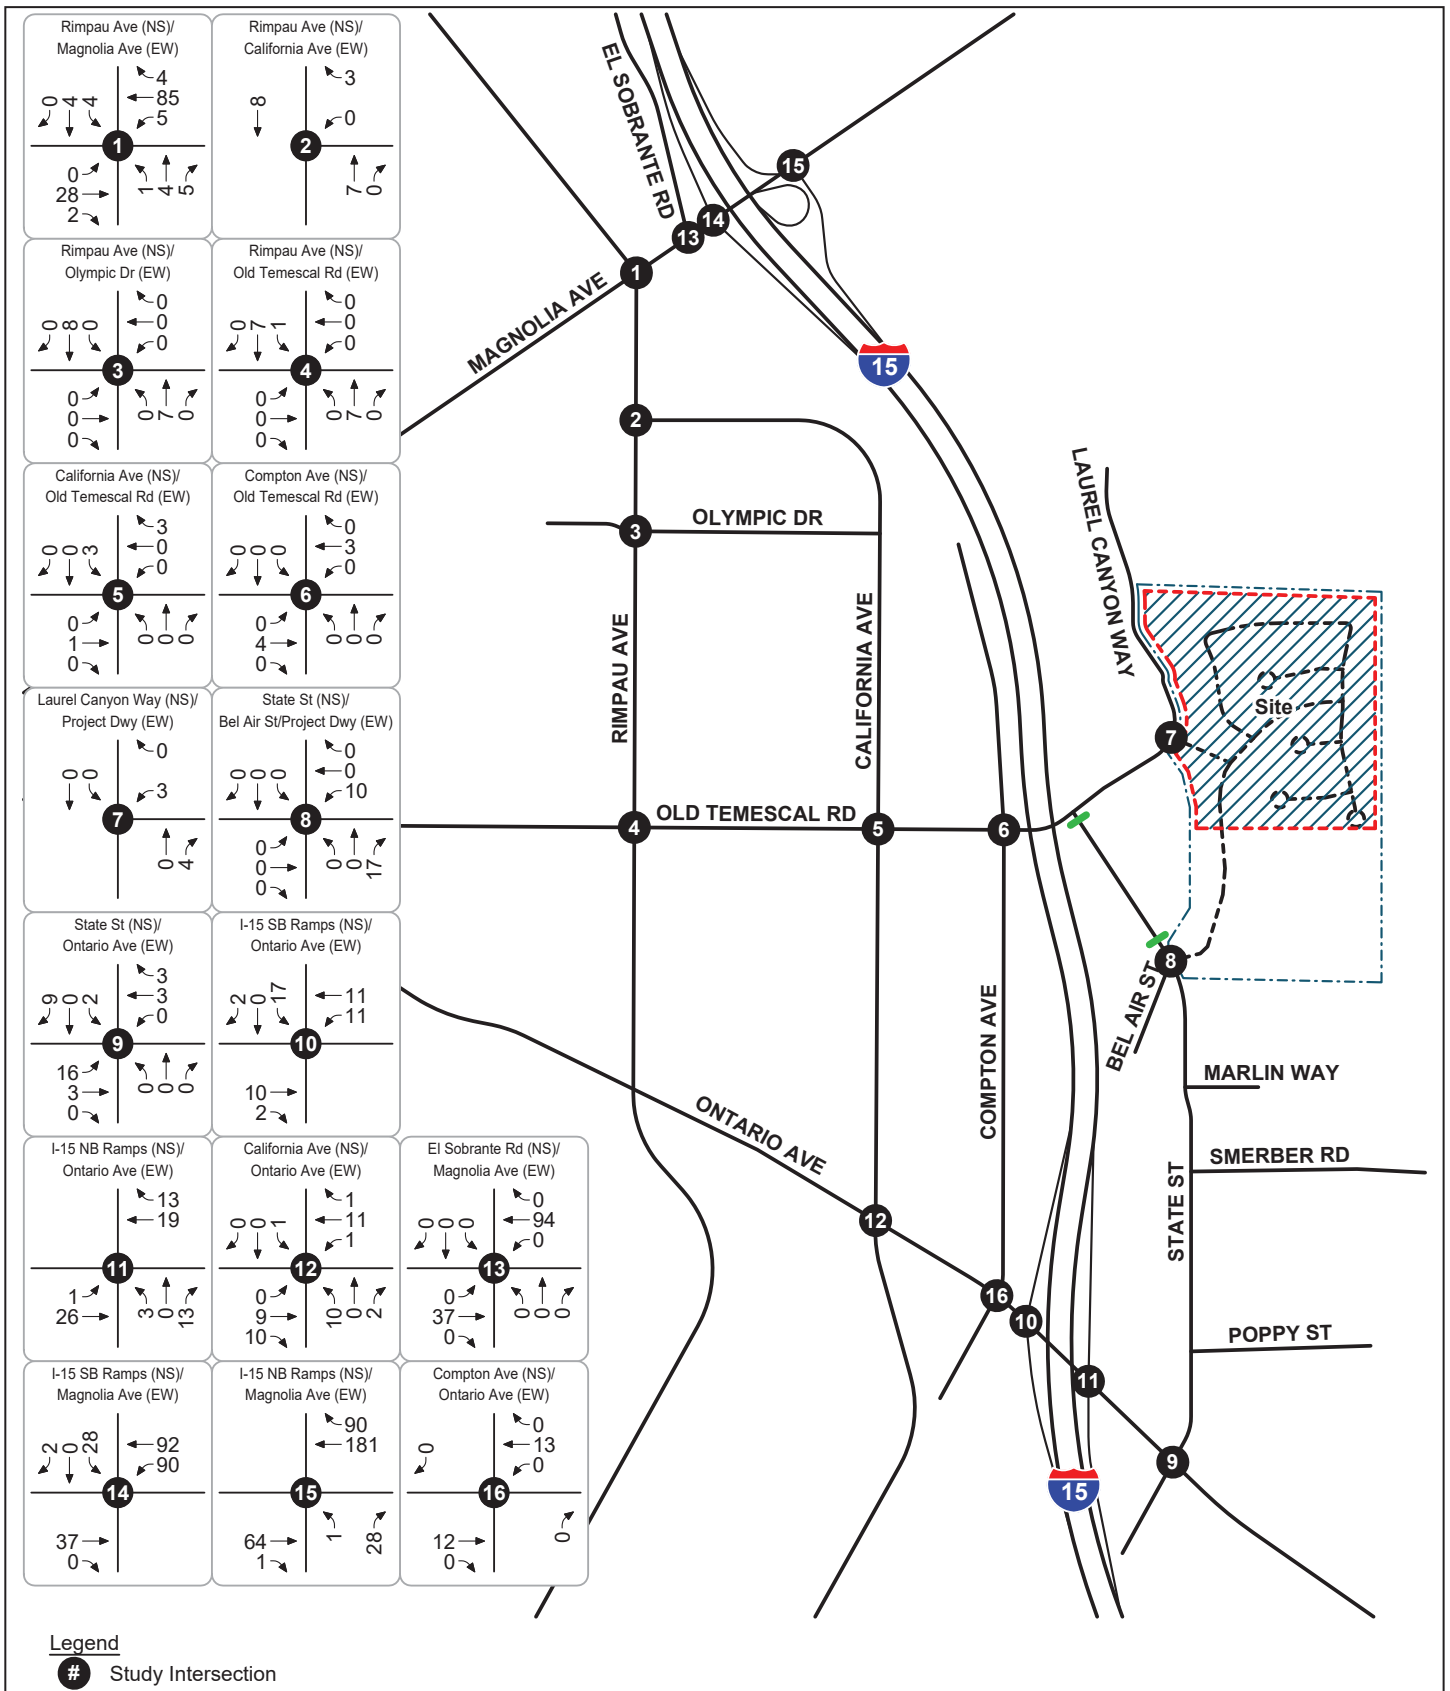 Rimpau Ave (NS)/
Magnolia Ave (EW)
4
85
5
0 4 4
1
0
28
2
1 4 5
Rimpau Ave (NS)/
California Ave (EW)
3
0
8
2
7 0
Rimpau Ave (NS)/
Olympic Dr (EW)
0
0
0
0 8 0
3
0
0
0
0 7 0
Rimpau Ave (NS)/
Old Temescal Rd (EW)
0
0
0
0 7 1
4
0
0
0
0 7 0
California Ave (NS)/
Old Temescal Rd (EW)
3
0
0
0 0 3
5
0
1
0
0 0 0
Compton Ave (NS)/
Old Temescal Rd (EW)
0
3
0
0 0 0
6
0
4
0
0 0 0
Laurel Canyon Way (NS)/
Project Dwy (EW)
0
3
0 0
7
0 4
State St (NS)/
Bel Air St/Project Dwy (EW)
0
0
10
0 0 0
8
0
0
0
0 0 17
State St (NS)/
Ontario Ave (EW)
3
3
0
9 0 2
9
16
3
0
0 0 0
I-15 SB Ramps (NS)/
Ontario Ave (EW)
11
11
2 0 17
10
10
2
I-15 NB Ramps (NS)/
Ontario Ave (EW)
13
19
11
1
26
3 0 13
California Ave (NS)/
Ontario Ave (EW)
1
11
1
0 0 1
12
0
9
10
10 0 2
El Sobrante Rd (NS)/
Magnolia Ave (EW)
0
94
0
0 0 0
13
0
37
0
0 0 0
I-15 SB Ramps (NS)/
Magnolia Ave (EW)
92
90
2 0 28
14
37
0
I-15 NB Ramps (NS)/
Magnolia Ave (EW)
90
181
15
64
1
1 28
Compton Ave (NS)/
Ontario Ave (EW)
0
13
0
0
16
12
0
0
EL SOBRANTE RD
15
14
13
1
MAGNOLIA AVE
15
2
LAUREL CANYON WAY
OLYMPIC DR
3
RIMPAU AVE
CALIFORNIA AVE
Site
7
OLD TEMESCAL RD
4
5
6
8
BEL AIR ST
COMPTON AVE
MARLIN WAY
ONTARIO AVE
SMERBER RD
STATE ST
12
16
10
POPPY ST
11
9
15
Legend
# Study Intersection